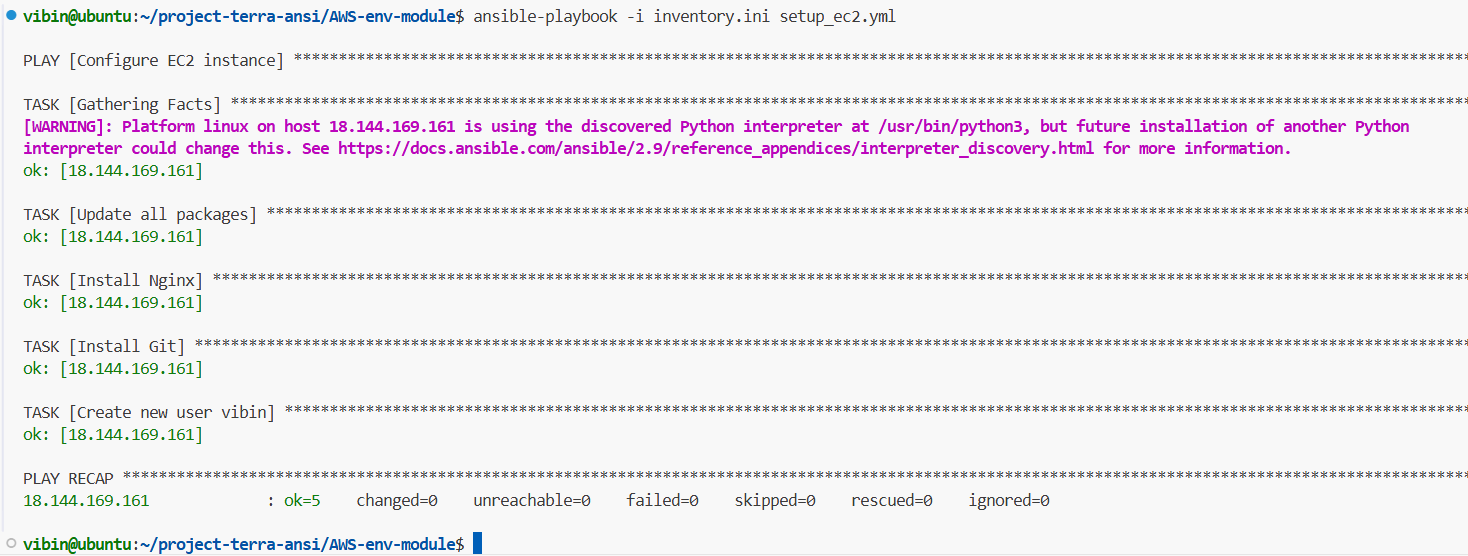 vibin@ubuntu:~/project-terra-ansi/AWS-env-module$ ansible-playbook -i inventory.ini setup_ec2.yml
PLAY [Configure EC2 instance] **********************************************************************************************************************************
TASK [Gathering Facts] *****************************************************************************************************************************************
[WARNING]: Platform linux on host 18.144.169.161 is using the discovered Python interpreter at /usr/bin/python3, but future installation of another Python
interpreter could change this. See https://docs.ansible.com/ansible/2.9/reference_appendices/interpreter_discovery.html for more information.
ok: [18.144.169.161]
TASK [Update all packages] *************************************************************************************************************************************
ok: [18.144.169.161]
TASK [Install Nginx] *******************************************************************************************************************************************
ok: [18.144.169.161]
TASK [Install Git] *********************************************************************************************************************************************
ok: [18.144.169.161]
TASK [Create new user vibin] ***********************************************************************************************************************************
ok: [18.144.169.161]
PLAY RECAP *****************************************************************************************************************************************************
18.144.169.161             : ok=5    changed=0    unreachable=0    failed=0    skipped=0    rescued=0    ignored=0
vibin@ubuntu:~/project-terra-ansi/AWS-env-module$